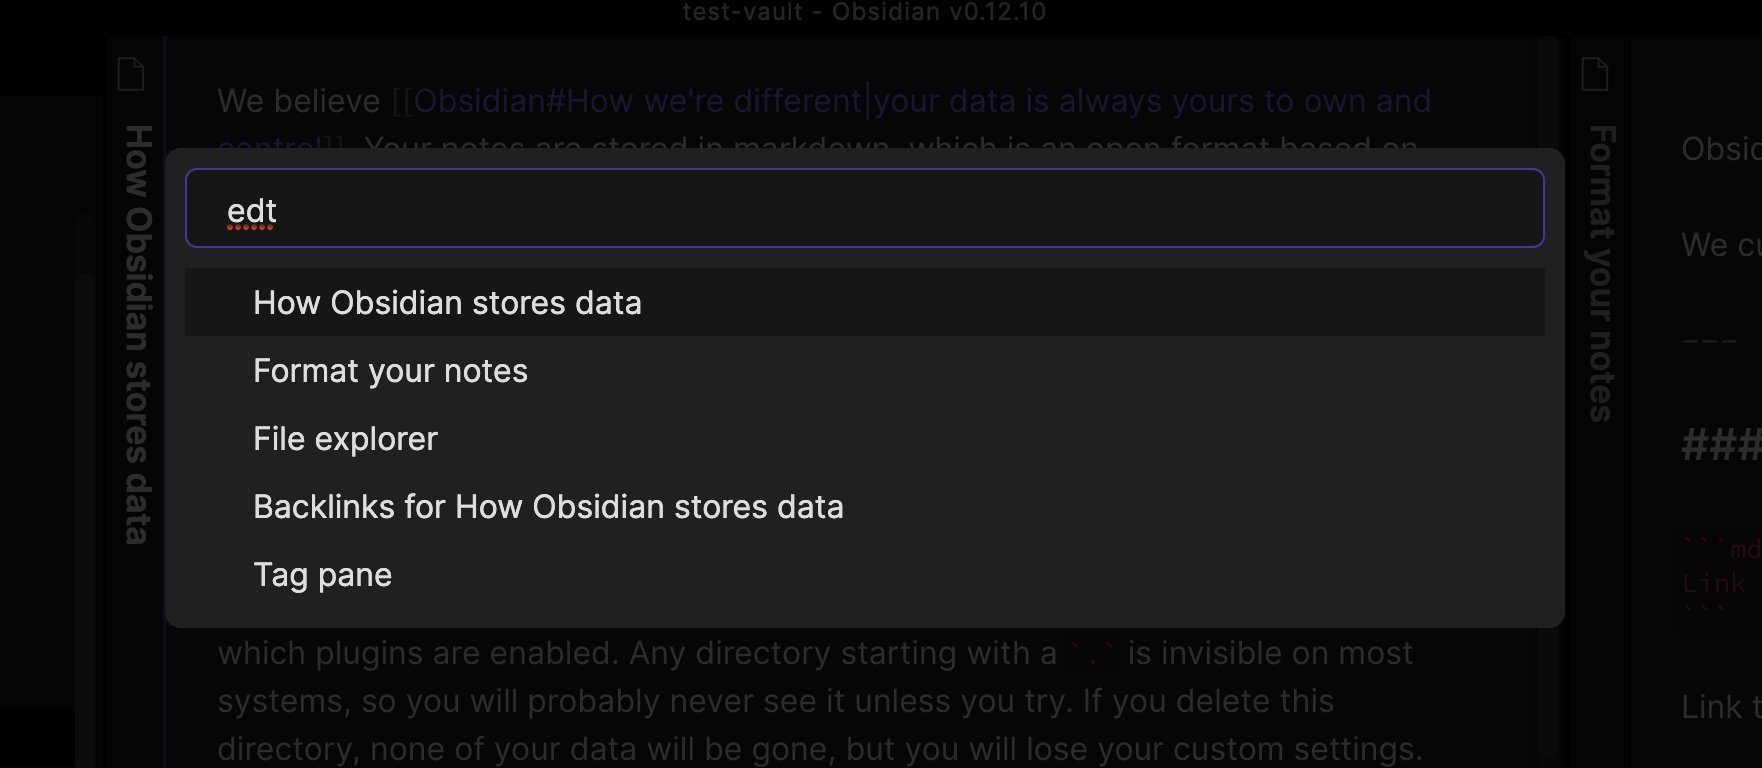 test-vault - Obsidian v0.12.10
How Obsidian stores data
We believe [[Obsidian#How we're different|your data is always yours to own and
control]]. Your notes are stored in markdown, which is an open format based on
edt
How Obsidian stores data
Format your notes
File explorer
Backlinks for How Obsidian stores data
Tag pane
which plugins are enabled. Any directory starting with a `.` is invisible on most
systems, so you will probably never see it unless you try. If you delete this
directory, none of your data will be gone, but you will lose your custom settings.
Format your notes
We
---
###
```md
Link
```
Link